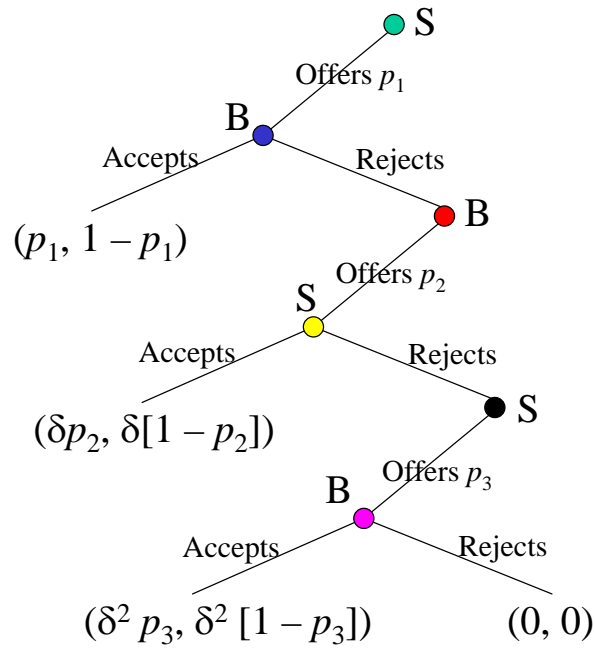 S
Offers p₁
B
Accepts Rejects
B
(p₁, 1 – p₁)
Offers p₂
S
Accepts Rejects
S
(δp₂, δ[1 – p₂])
Offers p₃
B
Accepts Rejects
(δ² p₃, δ² [1 – p₃]) (0, 0)